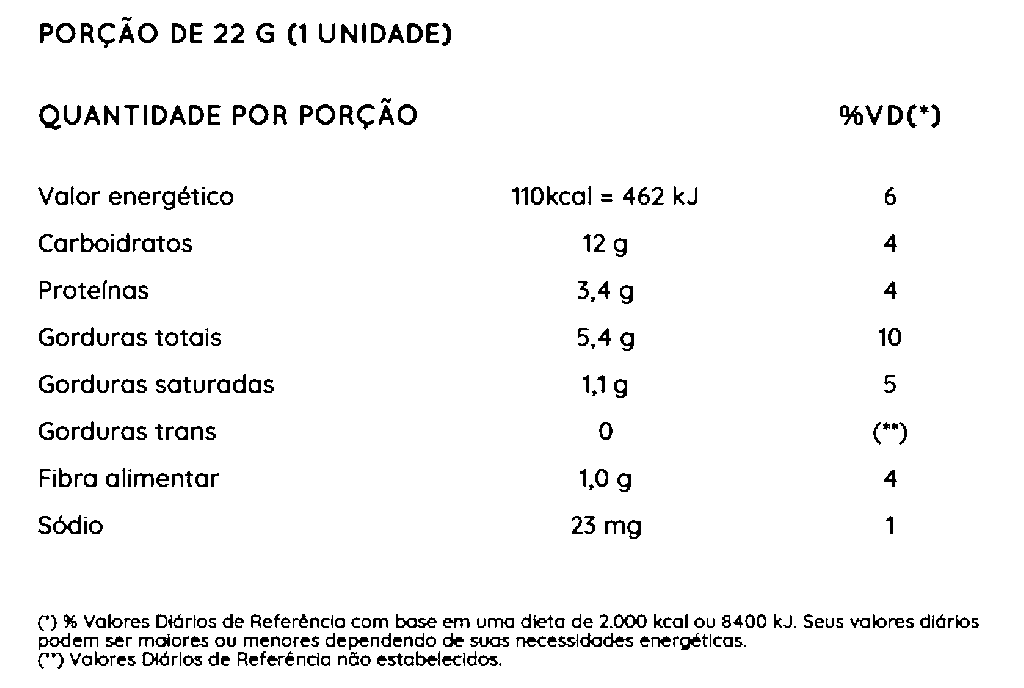 PORÇÃO DE 22 G (1 UNIDADE)
QUANTIDADE POR PORÇÃO %VD(*)
Valor energético 110kcal = 462 kJ 6
Carboidratos 12 g 4
Proteínas 3,4 g 4
Gorduras totais 5,4 g 10
Gorduras saturadas 1,1 g 5
Gorduras trans 0 (**)
Fibra alimentar 1,0 g 4
Sódio 23 mg 1
(*) % Valores Diários de Referência com base em uma dieta de 2.000 kcal ou 8400 kJ. Seus valores diários
podem ser maiores ou menores dependendo de suas necessidades energéticas.
(**) Valores Diários de Referência não estabelecidos.